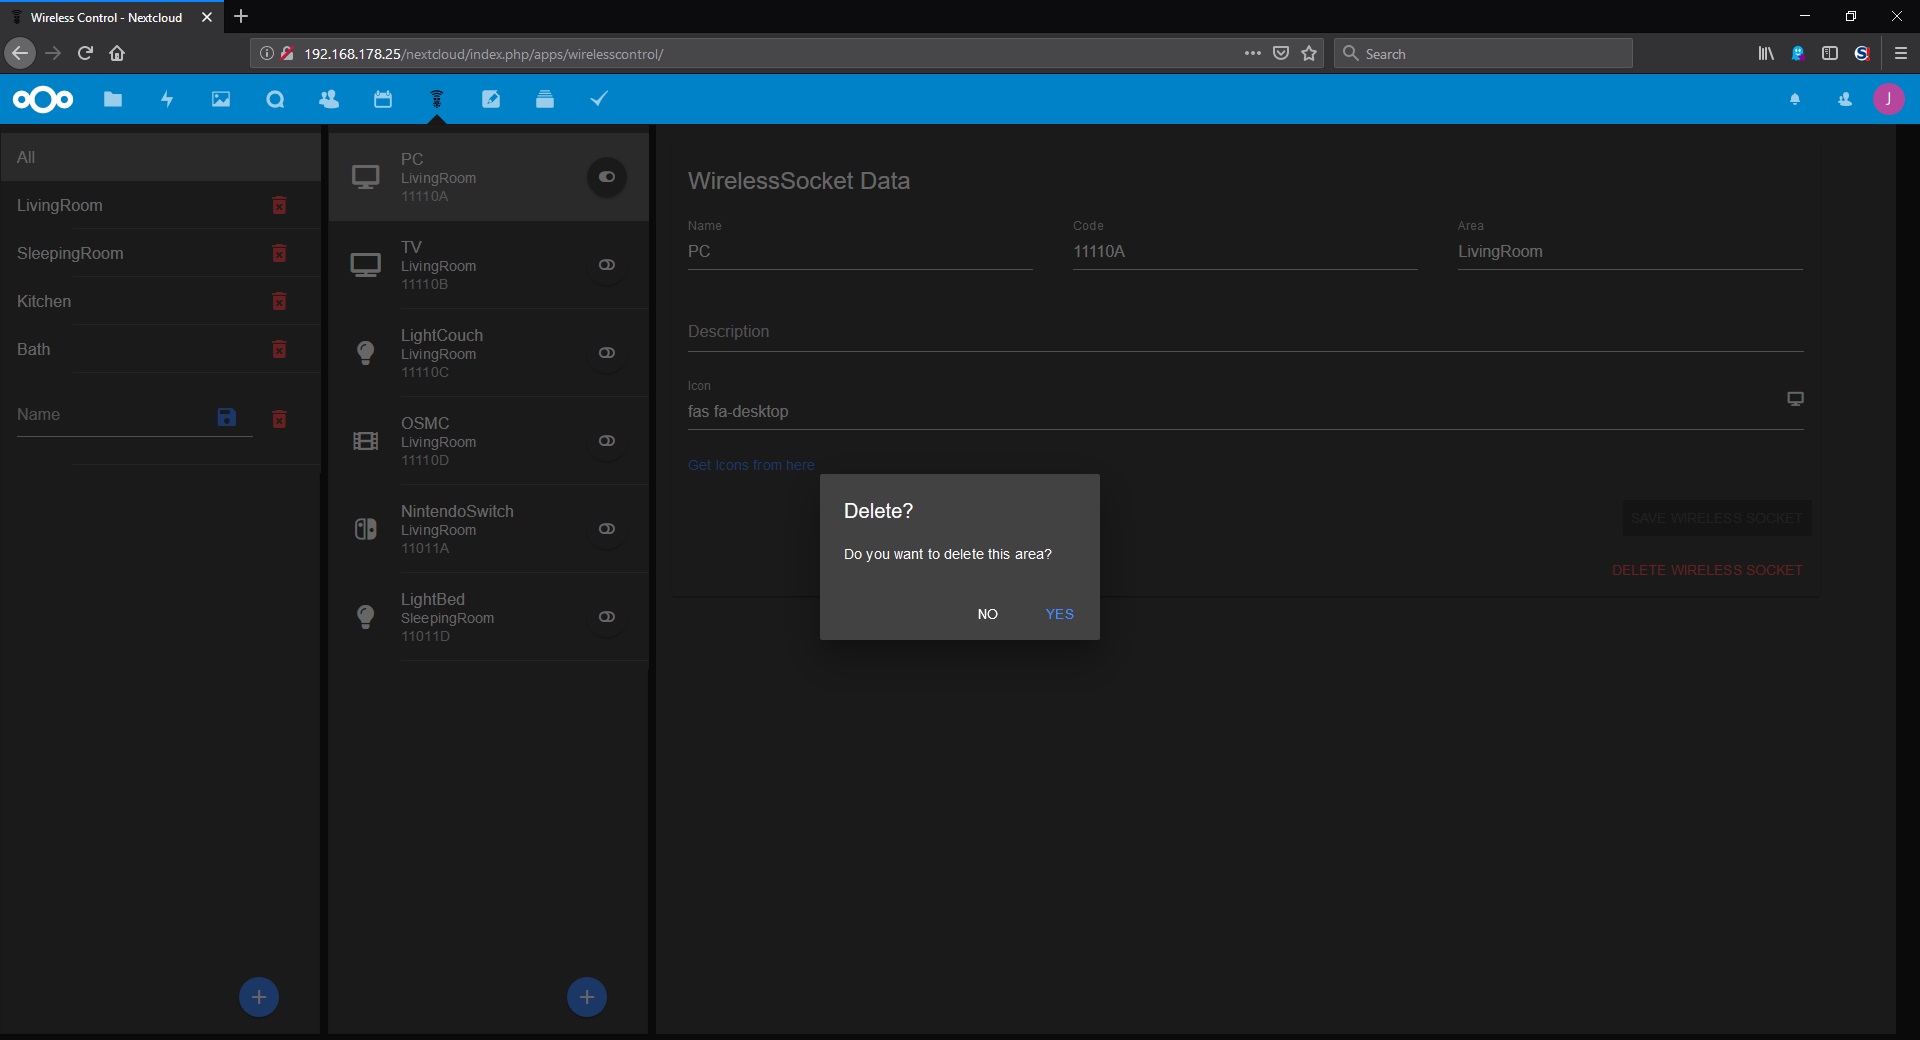 Wireless Control - Nextcloud
192.168.178.25/nextcloud/index.php/apps/wirelesscontrol/
Search
J
All
LivingRoom
SleepingRoom
Kitchen
Bath
Name
PC
LivingRoom
11110A
TV
LivingRoom
11110B
LightCouch
LivingRoom
11110C
OSMC
LivingRoom
11110D
NintendoSwitch
LivingRoom
11011A
LightBed
SleepingRoom
11011D
WirelessSocket Data
Name
PC
Code
11110A
Area
LivingRoom
Description
Icon
fas fa-desktop
Get Icons from here
SAVE WIRELESS SOCKET
DELETE WIRELESS SOCKET
Delete?
Do you want to delete this area?
NO
YES